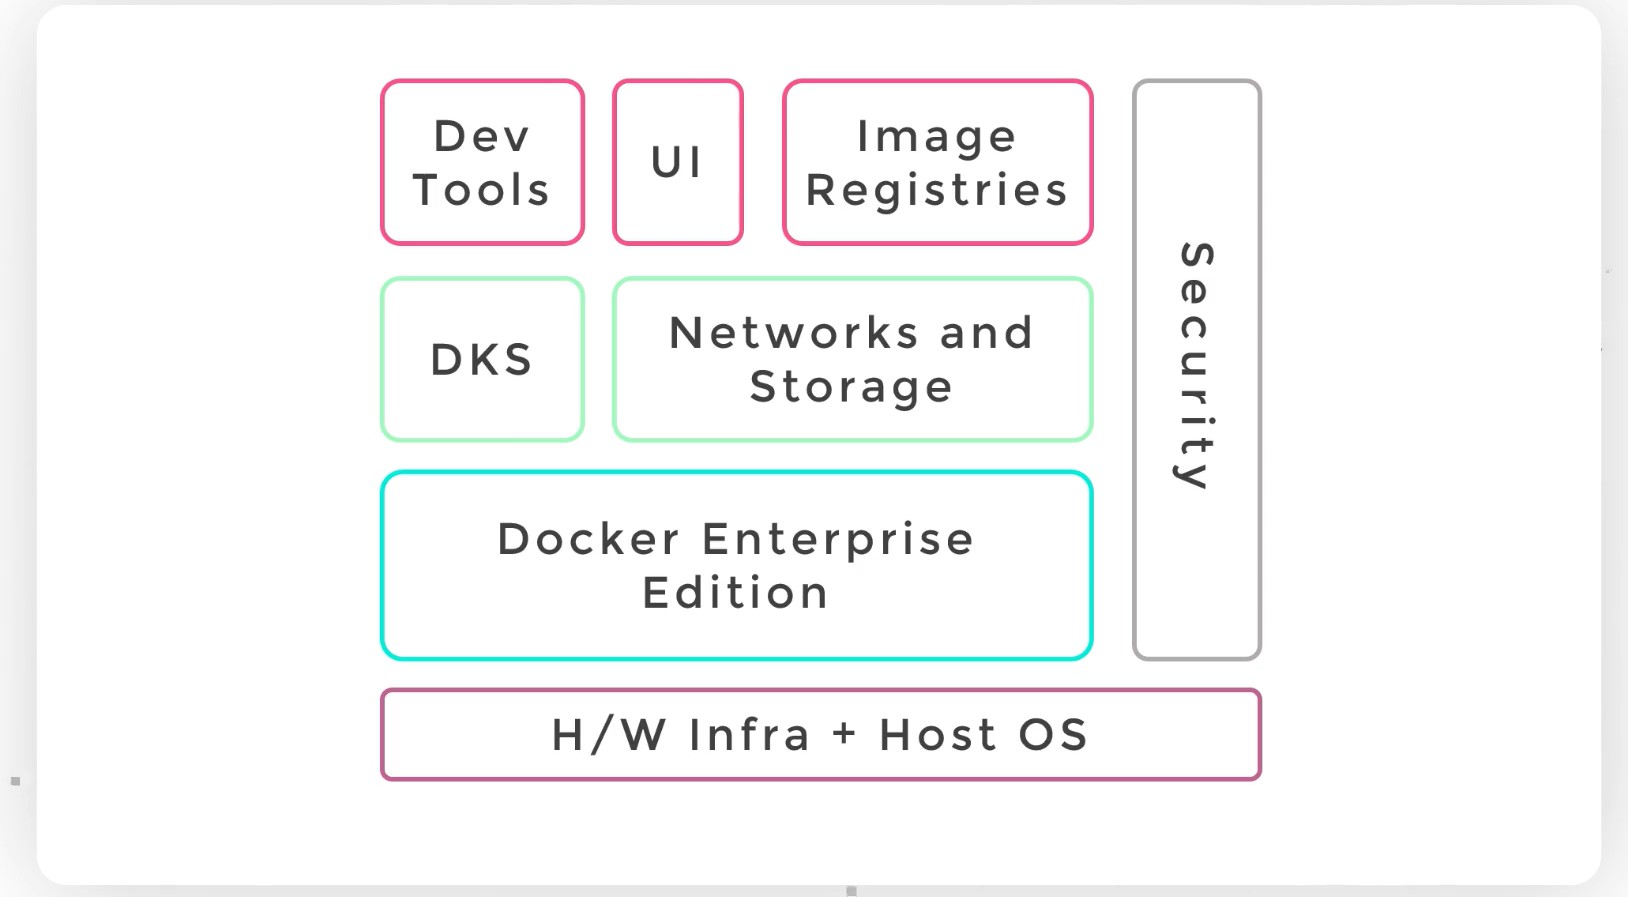 Dev
Tools
UI
Image
Registries
DKS
Networks and
Storage
Docker Enterprise
Edition
H/W Infra + Host OS
Security